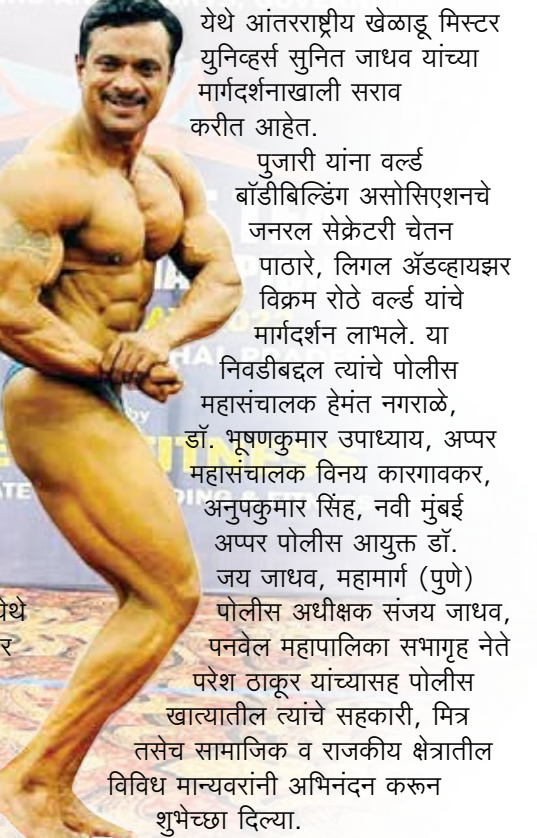 येथे आंतरराष्ट्रीय खेळाडू मिस्टर
युनिव्हर्स सुनित जाधव यांच्या
मार्गदर्शनाखाली सराव
करीत आहेत.
पुजारी यांना वर्ल्ड
बॉडीबिल्डिंग असोसिएशनचे
जनरल सेक्रेटरी चेतन
पाठारे, लिगल ॲडव्हायझर
विक्रम रोठे वर्ल्ड यांचे
मार्गदर्शन लाभले. या
निवडीबद्दल त्यांचे पोलीस
महासंचालक हेमंत नगराळे,
डॉ. भूषणकुमार उपाध्याय, अप्पर
महासंचालक विनय कारगावकर,
अनुपकुमार सिंह, नवी मुंबई
अप्पर पोलीस आयुक्त डॉ.
जय जाधव, महामार्ग (पुणे)
पोलीस अधीक्षक संजय जाधव,
पनवेल महापालिका सभागृह नेते
परेश ठाकूर यांच्यासह पोलीस
खात्यातील त्यांचे सहकारी, मित्र
तसेच सामाजिक व राजकीय क्षेत्रातील
विविध मान्यवरांनी अभिनंदन करून
शुभेच्छा दिल्या.